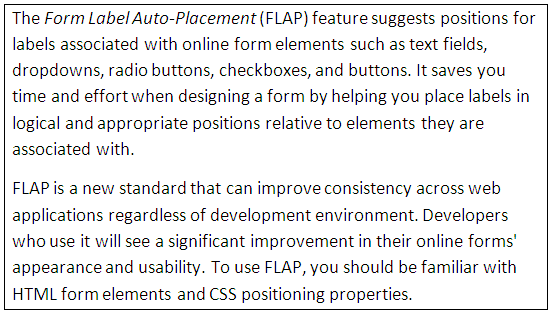 The Form Label Auto-Placement (FLAP) feature suggests positions for
labels associated with online form elements such as text fields,
dropdowns, radio buttons, checkboxes, and buttons. It saves you
time and effort when designing a form by helping you place labels in
logical and appropriate positions relative to elements they are
associated with.
FLAP is a new standard that can improve consistency across web
applications regardless of development environment. Developers
who use it will see a significant improvement in their online forms'
appearance and usability. To use FLAP, you should be familiar with
HTML form elements and CSS positioning properties.